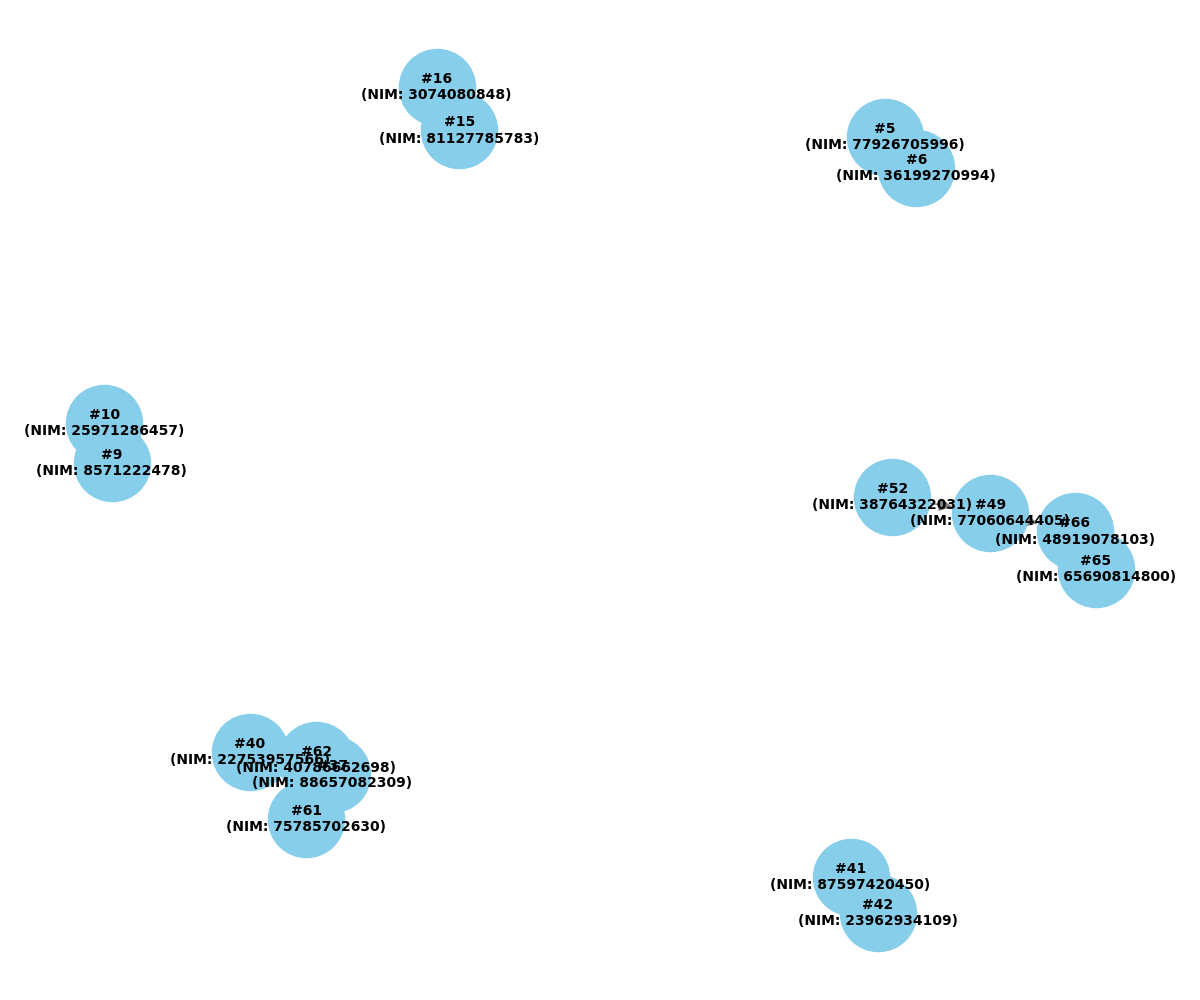 #16
(NIM: 3074080848)
#15
(NIM: 81127785783)
#5
(NIM: 77926705996)
#6
(NIM: 36199270994)
#10
(NIM: 25971286457)
#9
(NIM: 8571222478)
#52
(NIM: 38764322031)
#49
(NIM: 77060644405)
#66
(NIM: 48919078103)
#65
(NIM: 65690814800)
#40
(NIM: 22753957566)
#62
(NIM: 40786662698)
#37
(NIM: 88657082309)
#61
(NIM: 75785702630)
#41
(NIM: 87597420450)
#42
(NIM: 23962934109)